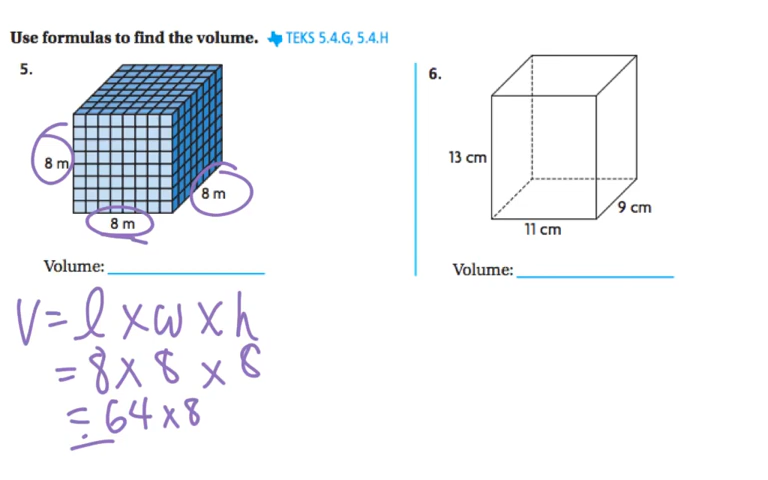 Use formulas to find the volume. TEKS 5.4.G, 5.4.H
5.
8 m
8 m
8 m
Volume:
V = l × w × h
= 8 × 8 × 8
= 64 × 8
6.
13 cm
9 cm
11 cm
Volume: